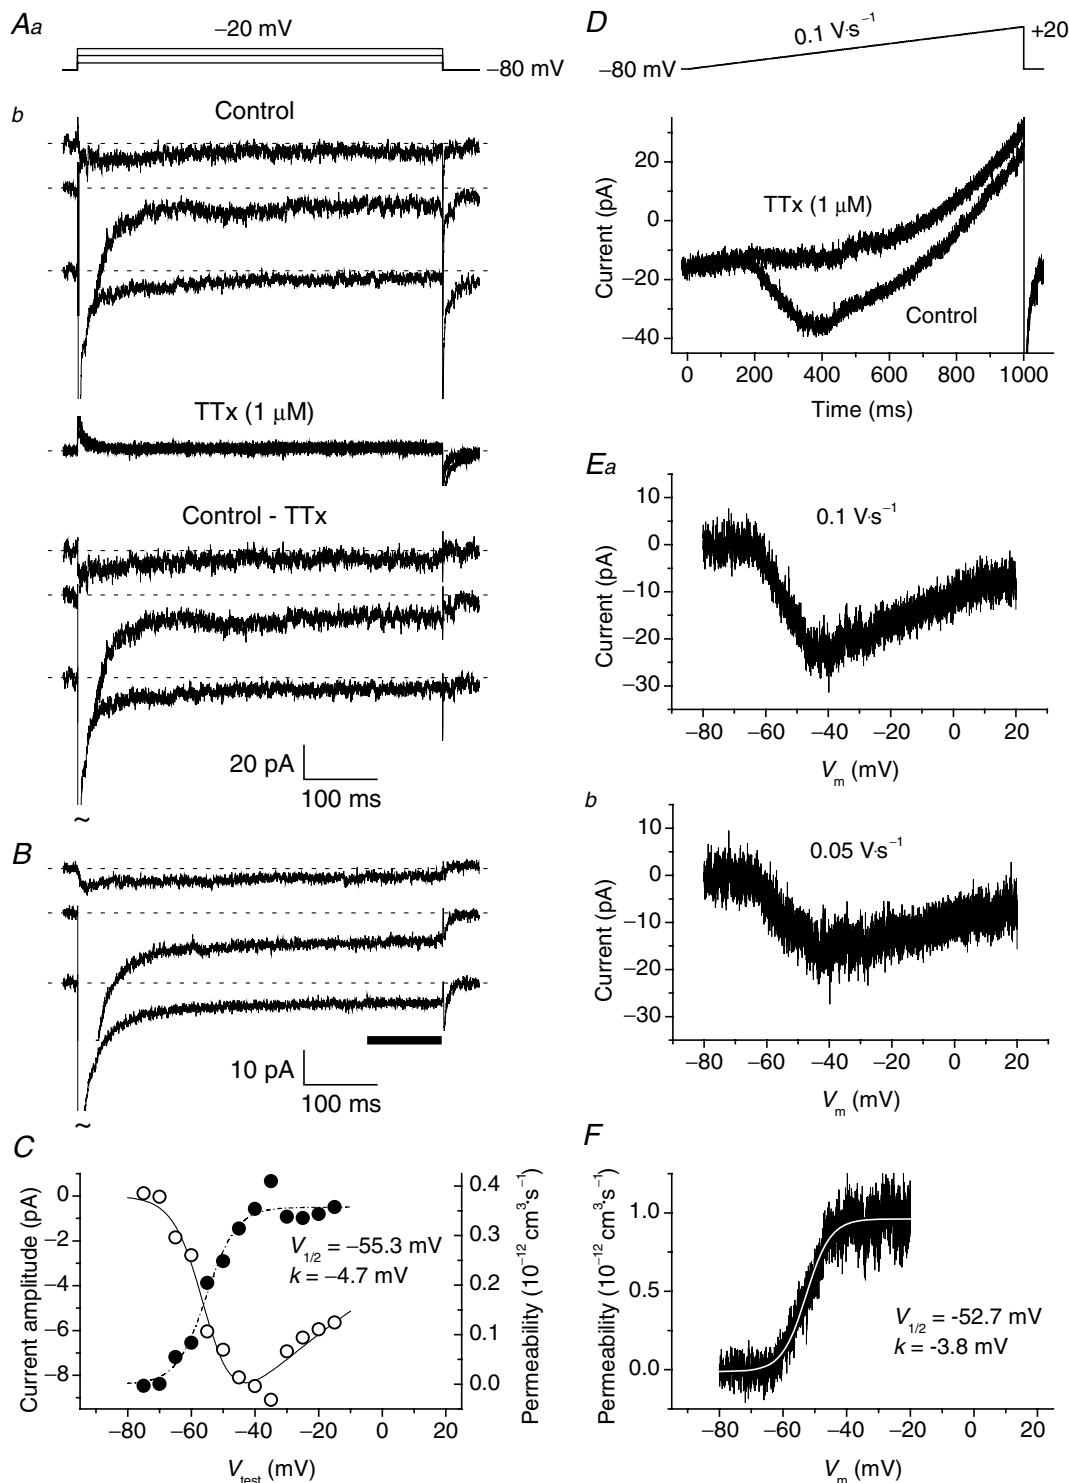 Aa
−20 mV
−80 mV
b
Control
TTx (1 μM)
Control - TTx
20 pA
100 ms
~
B
10 pA
100 ms
~
C
Current amplitude (pA)
0
−2
−4
−6
−8
0.4
0.3
0.2
0.1
0.0
Permeability (10⁻¹² cm³·s⁻¹)
V1/2 = −55.3 mV
k = −4.7 mV
−80 −60 −40 −20 0
Vtest (mV)
D
0.1 V·s⁻¹
−80 mV
+20
Current (pA)
20
0
−20
−40
TTx (1 μM)
Control
0 200 400 600 800 1000
Time (ms)
Ea
0.1 V·s⁻¹
Current (pA)
10
0
−10
−20
−30
−80 −60 −40 −20 0 20
Vm (mV)
b
0.05 V·s⁻¹
Current (pA)
10
0
−10
−20
−30
−80 −60 −40 −20 0 20
Vm (mV)
F
Permeability (10⁻¹² cm³·s⁻¹)
1.0
0.5
0.0
V1/2 = -52.7 mV
k = -3.8 mV
−80 −60 −40 −20 0 20
Vm (mV)